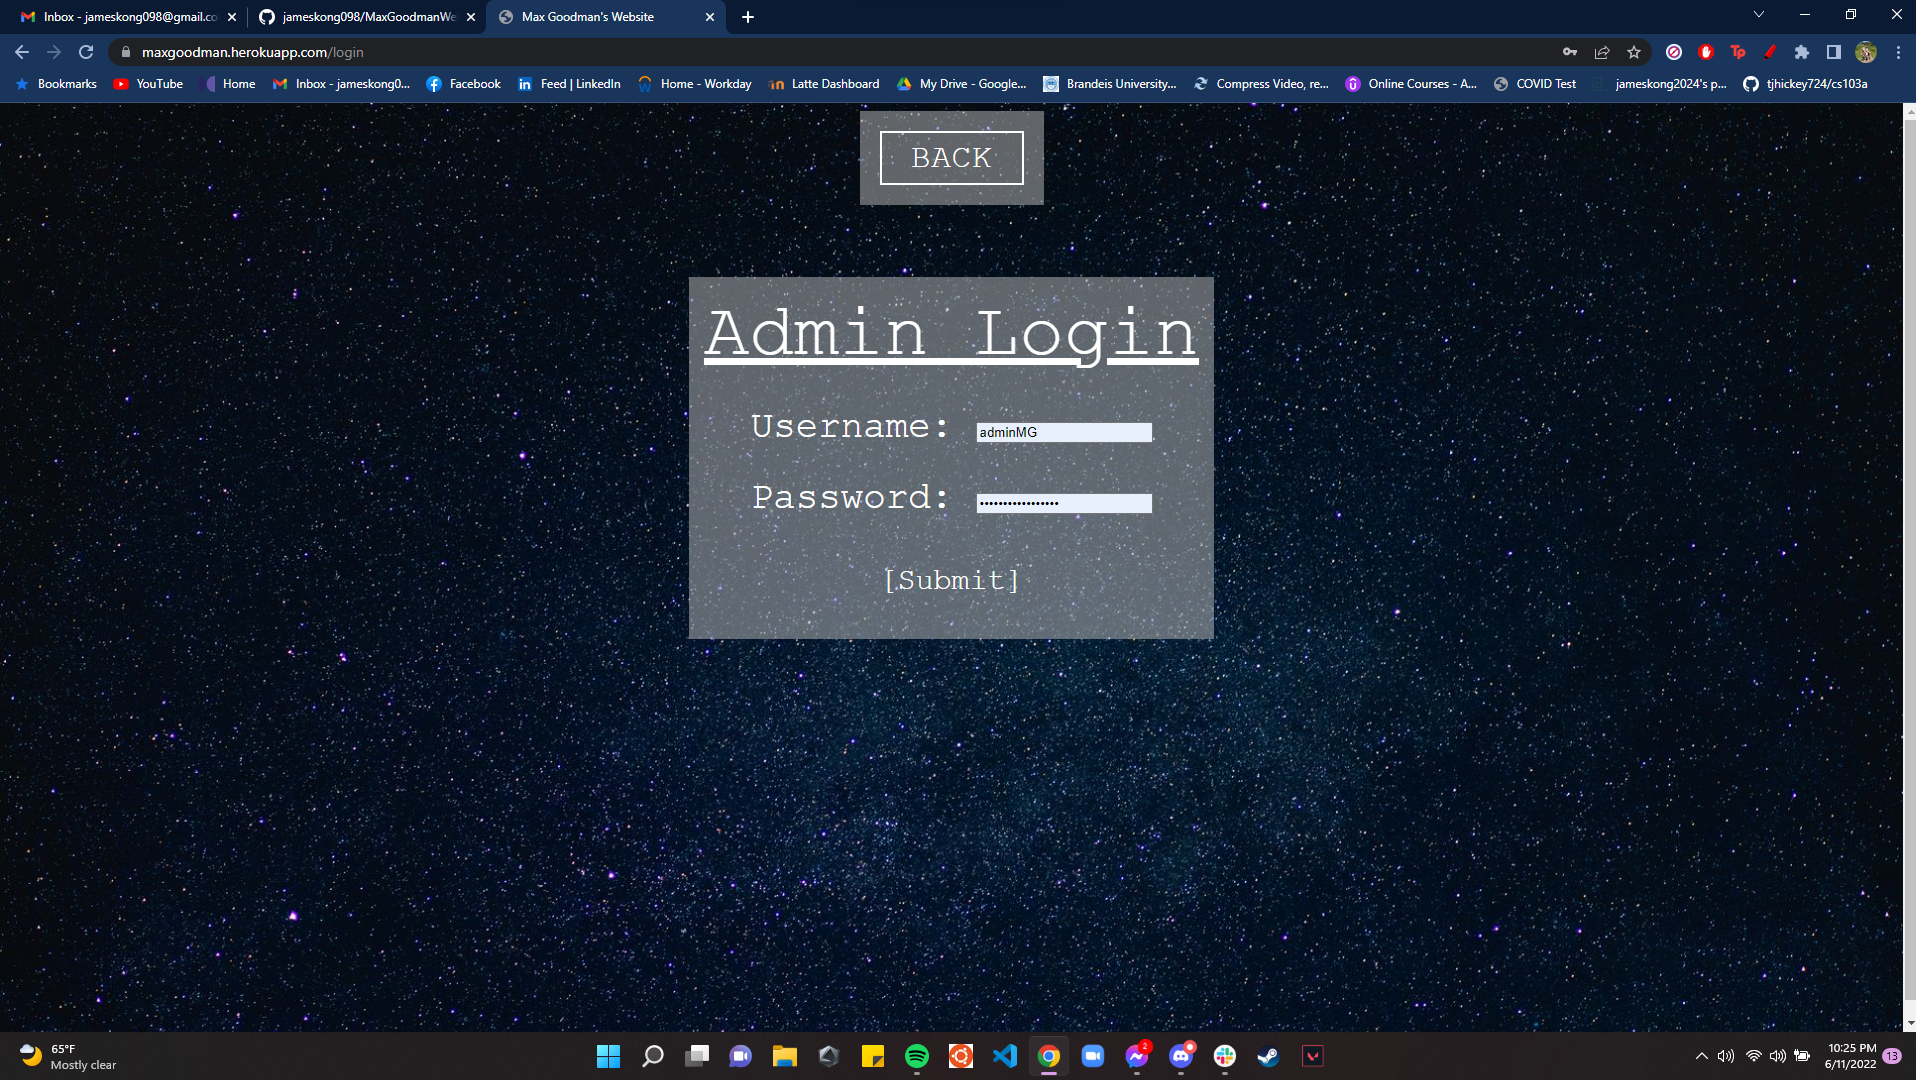 Inbox - jameskong098@gmail.co
jameskong098/MaxGoodmanWe
Max Goodman's Website
maxgoodman.herokuapp.com/login
Bookmarks
YouTube
Home
Inbox - jameskong0...
Facebook
Feed | LinkedIn
Home - Workday
Latte Dashboard
My Drive - Google...
Brandeis University...
Compress Video, re...
Online Courses - A...
COVID Test
jameskong2024's p...
tjhickey724/cs103a
BACK
Admin Login
Username: adminMG
Password: •••••••••••••••••
[Submit]
65°F
Mostly clear
2
10:25 PM
6/11/2022
13